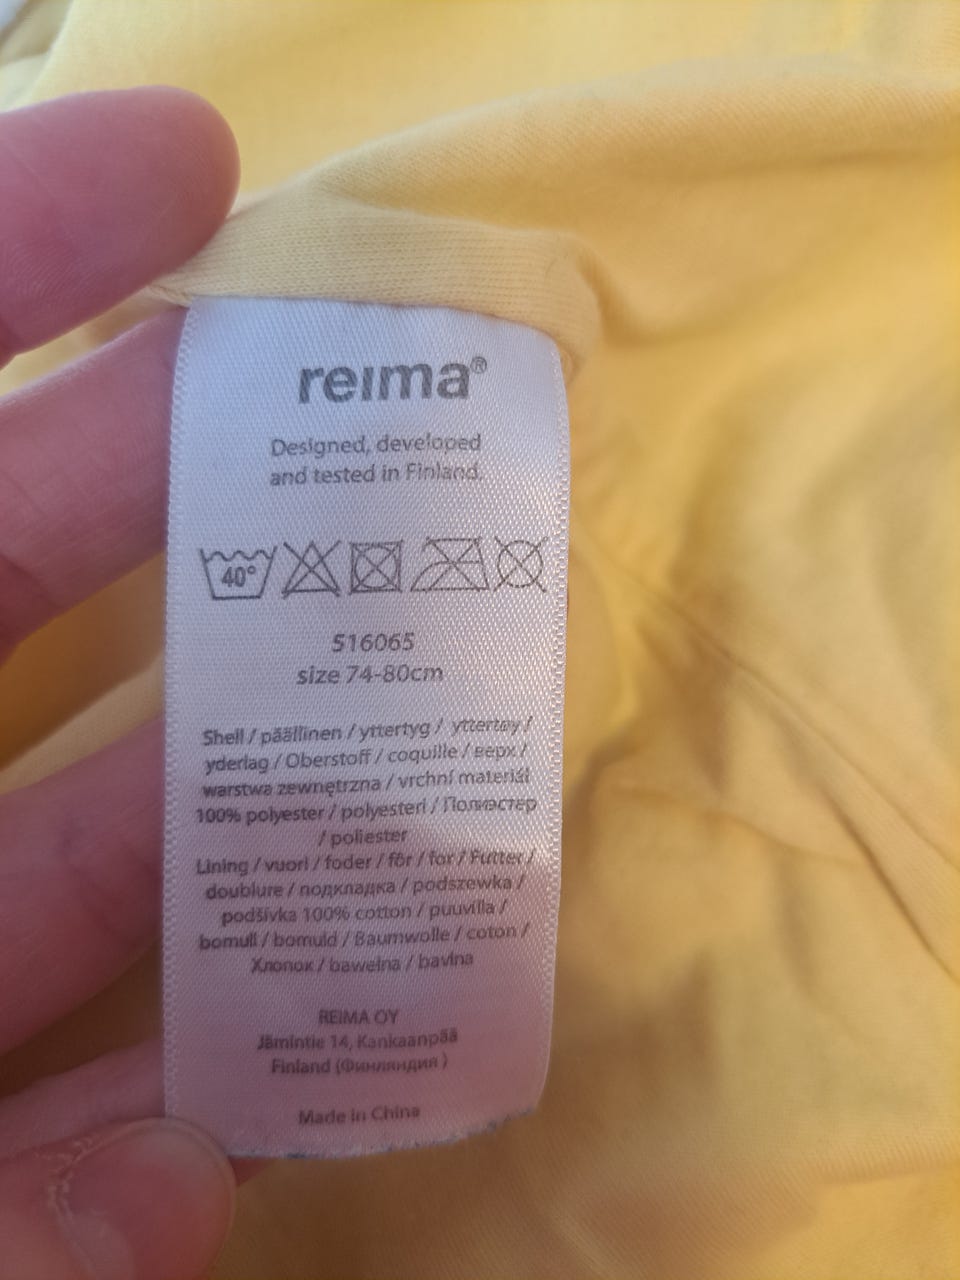 reima®
Designed, developed
and tested in Finland.
40°
516065
size 74-80cm
Shell / päällinen / yttertyg / yttertøy /
yderlag / Oberstoff / coquille / верх /
warstwa zewnętrzna / vrchní materiál
100% polyester / polyesteri / Полиэстер
/ poliester
Lining / vuori / foder / fôr / for / Futter /
doublure / подкладка / podszewka /
podšívka 100% cotton / puuvilla /
bomull / bomuld / Baumwolle / coton /
Хлопок / bawełna / bavlna
REIMA OY
Jämintie 14, Kankaanpää
Finland (Финляндия )
Made in China